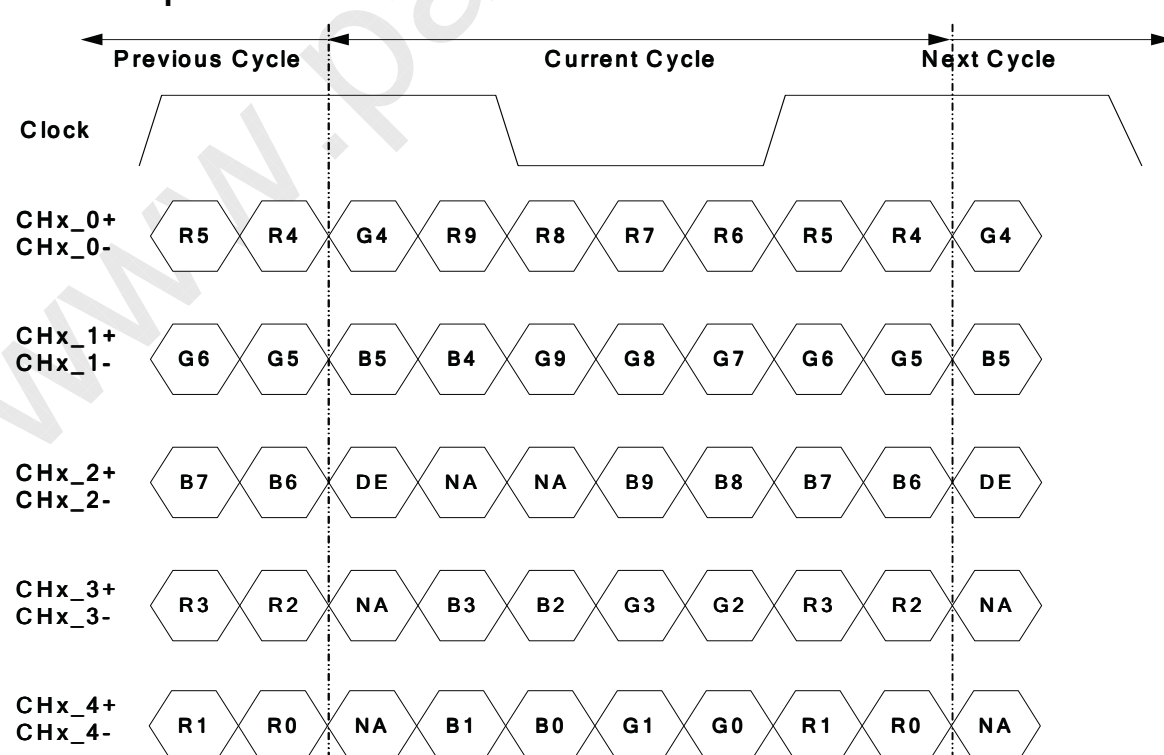 Previous Cycle Current Cycle Next Cycle
Clock
CHx_0+
CHx_0-
R5 R4 G4 R9 R8 R7 R6 R5 R4 G4
CHx_1+
CHx_1-
G6 G5 B5 B4 G9 G8 G7 G6 G5 B5
CHx_2+
CHx_2-
B7 B6 DE NA NA B9 B8 B7 B6 DE
CHx_3+
CHx_3-
R3 R2 NA B3 B2 G3 G2 R3 R2 NA
CHx_4+
CHx_4-
R1 R0 NA B1 B0 G1 G0 R1 R0 NA
www.pa